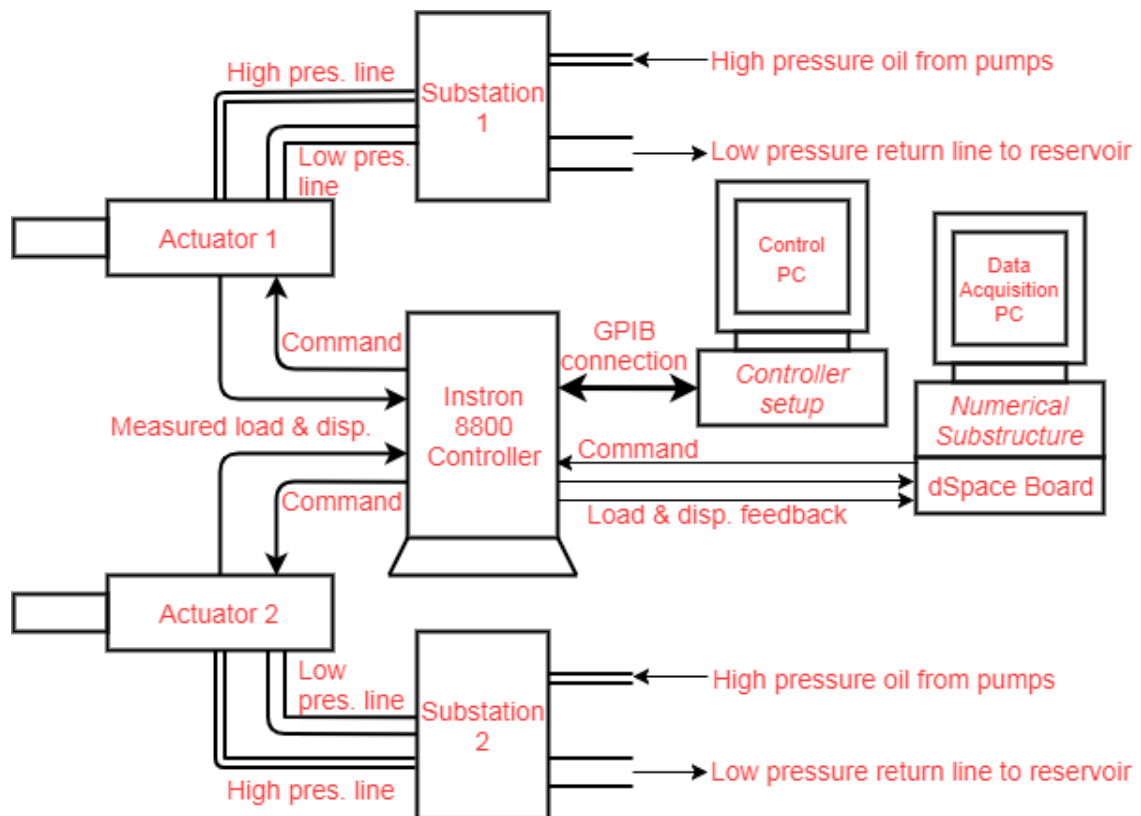 High pres. line
Substation
1
High pressure oil from pumps
Low pres.
line
Low pressure return line to reservoir
Actuator 1
Control
PC
Data
Acquisition
PC
Command
GPIB
connection
Controller
setup
Instron
8800
Controller
Numerical
Substructure
Measured load & disp.
Command
Command
dSpace Board
Load & disp. feedback
Actuator 2
Low
pres. line
Substation
2
High pressure oil from pumps
High pres. line
Low pressure return line to reservoir